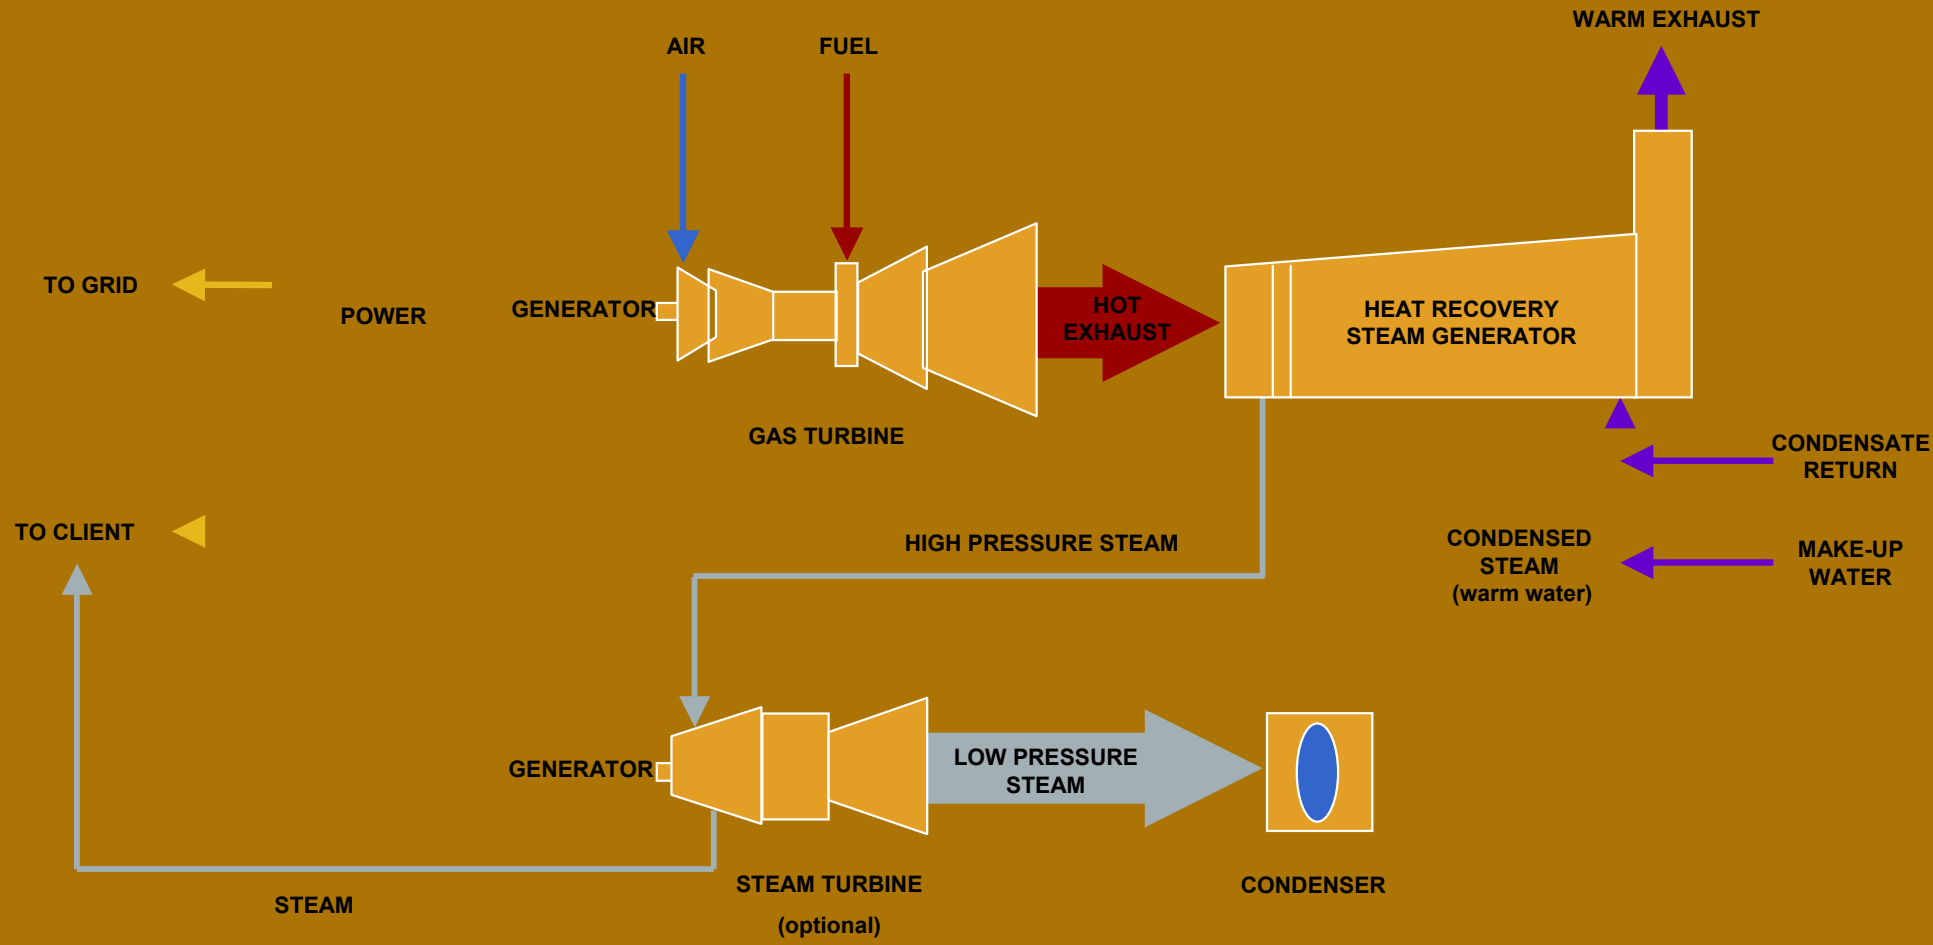 WARM EXHAUST
AIR
FUEL
TO GRID
POWER
GENERATOR
HOT
EXHAUST
HEAT RECOVERY
STEAM GENERATOR
GAS TURBINE
CONDENSATE
RETURN
TO CLIENT
HIGH PRESSURE STEAM
CONDENSED
STEAM
(warm water)
MAKE-UP
WATER
GENERATOR
LOW PRESSURE
STEAM
STEAM TURBINE
(optional)
CONDENSER
STEAM